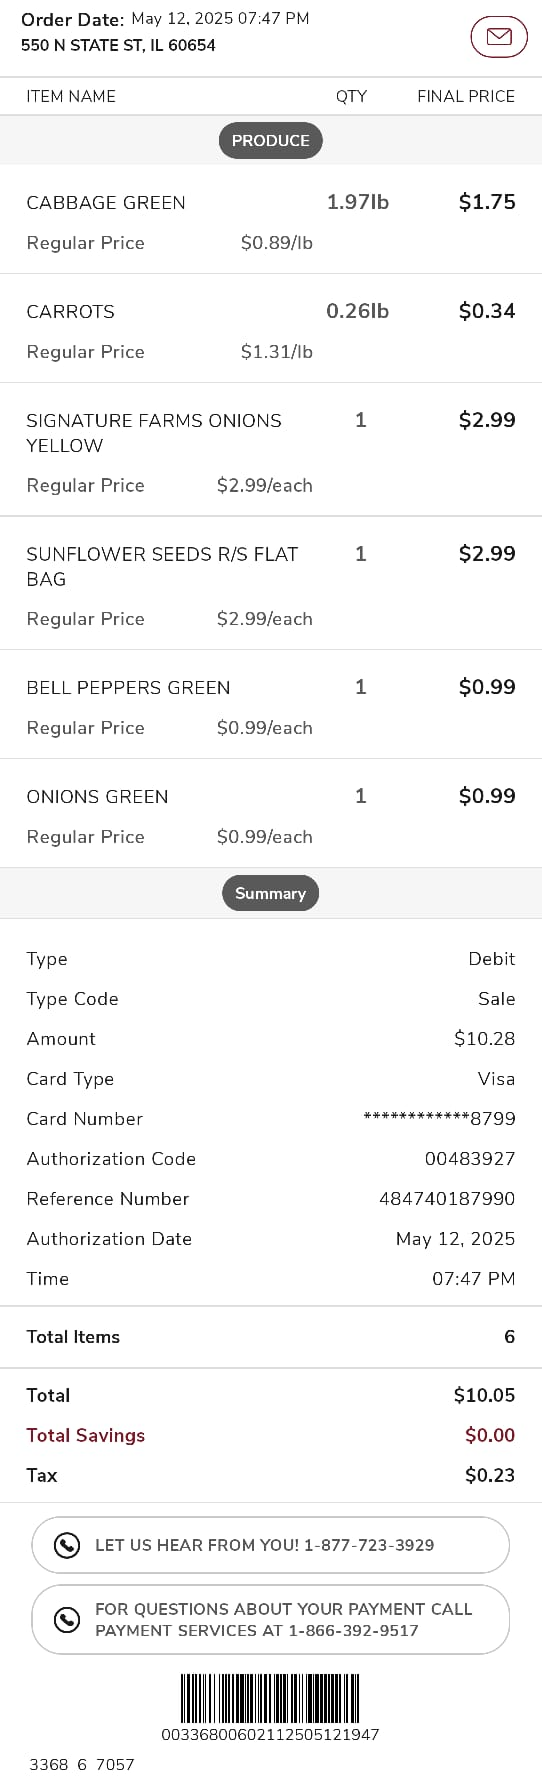 Order Date: May 12, 2025 07:47 PM
550 N STATE ST, IL 60654
ITEM NAME QTY FINAL PRICE
PRODUCE
CABBAGE GREEN 1.97lb $1.75
Regular Price $0.89/lb
CARROTS 0.26lb $0.34
Regular Price $1.31/lb
SIGNATURE FARMS ONIONS 1 $2.99
YELLOW
Regular Price $2.99/each
SUNFLOWER SEEDS R/S FLAT 1 $2.99
BAG
Regular Price $2.99/each
BELL PEPPERS GREEN 1 $0.99
Regular Price $0.99/each
ONIONS GREEN 1 $0.99
Regular Price $0.99/each
Summary
Type Debit
Type Code Sale
Amount $10.28
Card Type Visa
Card Number ************8799
Authorization Code 00483927
Reference Number 484740187990
Authorization Date May 12, 2025
Time 07:47 PM
Total Items 6
Total $10.05
Total Savings $0.00
Tax $0.23
LET US HEAR FROM YOU! 1-877-723-3929
FOR QUESTIONS ABOUT YOUR PAYMENT CALL
PAYMENT SERVICES AT 1-866-392-9517
00336800602112505121947
3368 6 7057